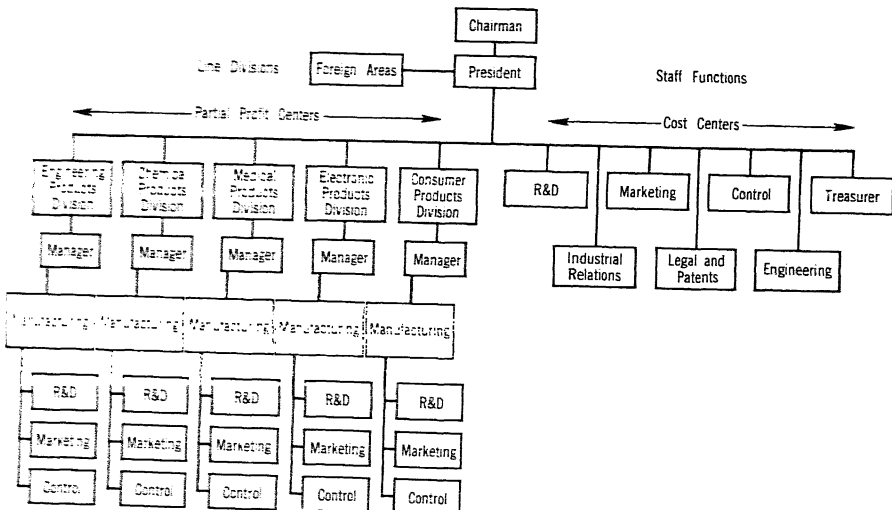 Chairman
Line Divisions
Foreign Areas
President
Staff Functions
Partial Profit Centers
Cost Centers
Engineering
Products
Division
Chemical
Products
Division
Medical
Products
Division
Electronic
Products
Division
Consumer
Products
Division
R&D
Marketing
Control
Treasurer
Manager
Manager
Manager
Manager
Manager
Industrial
Relations
Legal and
Patents
Engineering
Manufacturing
Manufacturing
Manufacturing
Manufacturing
Manufacturing
R&D
R&D
R&D
R&D
R&D
Marketing
Marketing
Marketing
Marketing
Marketing
Control
Control
Control
Control
Control